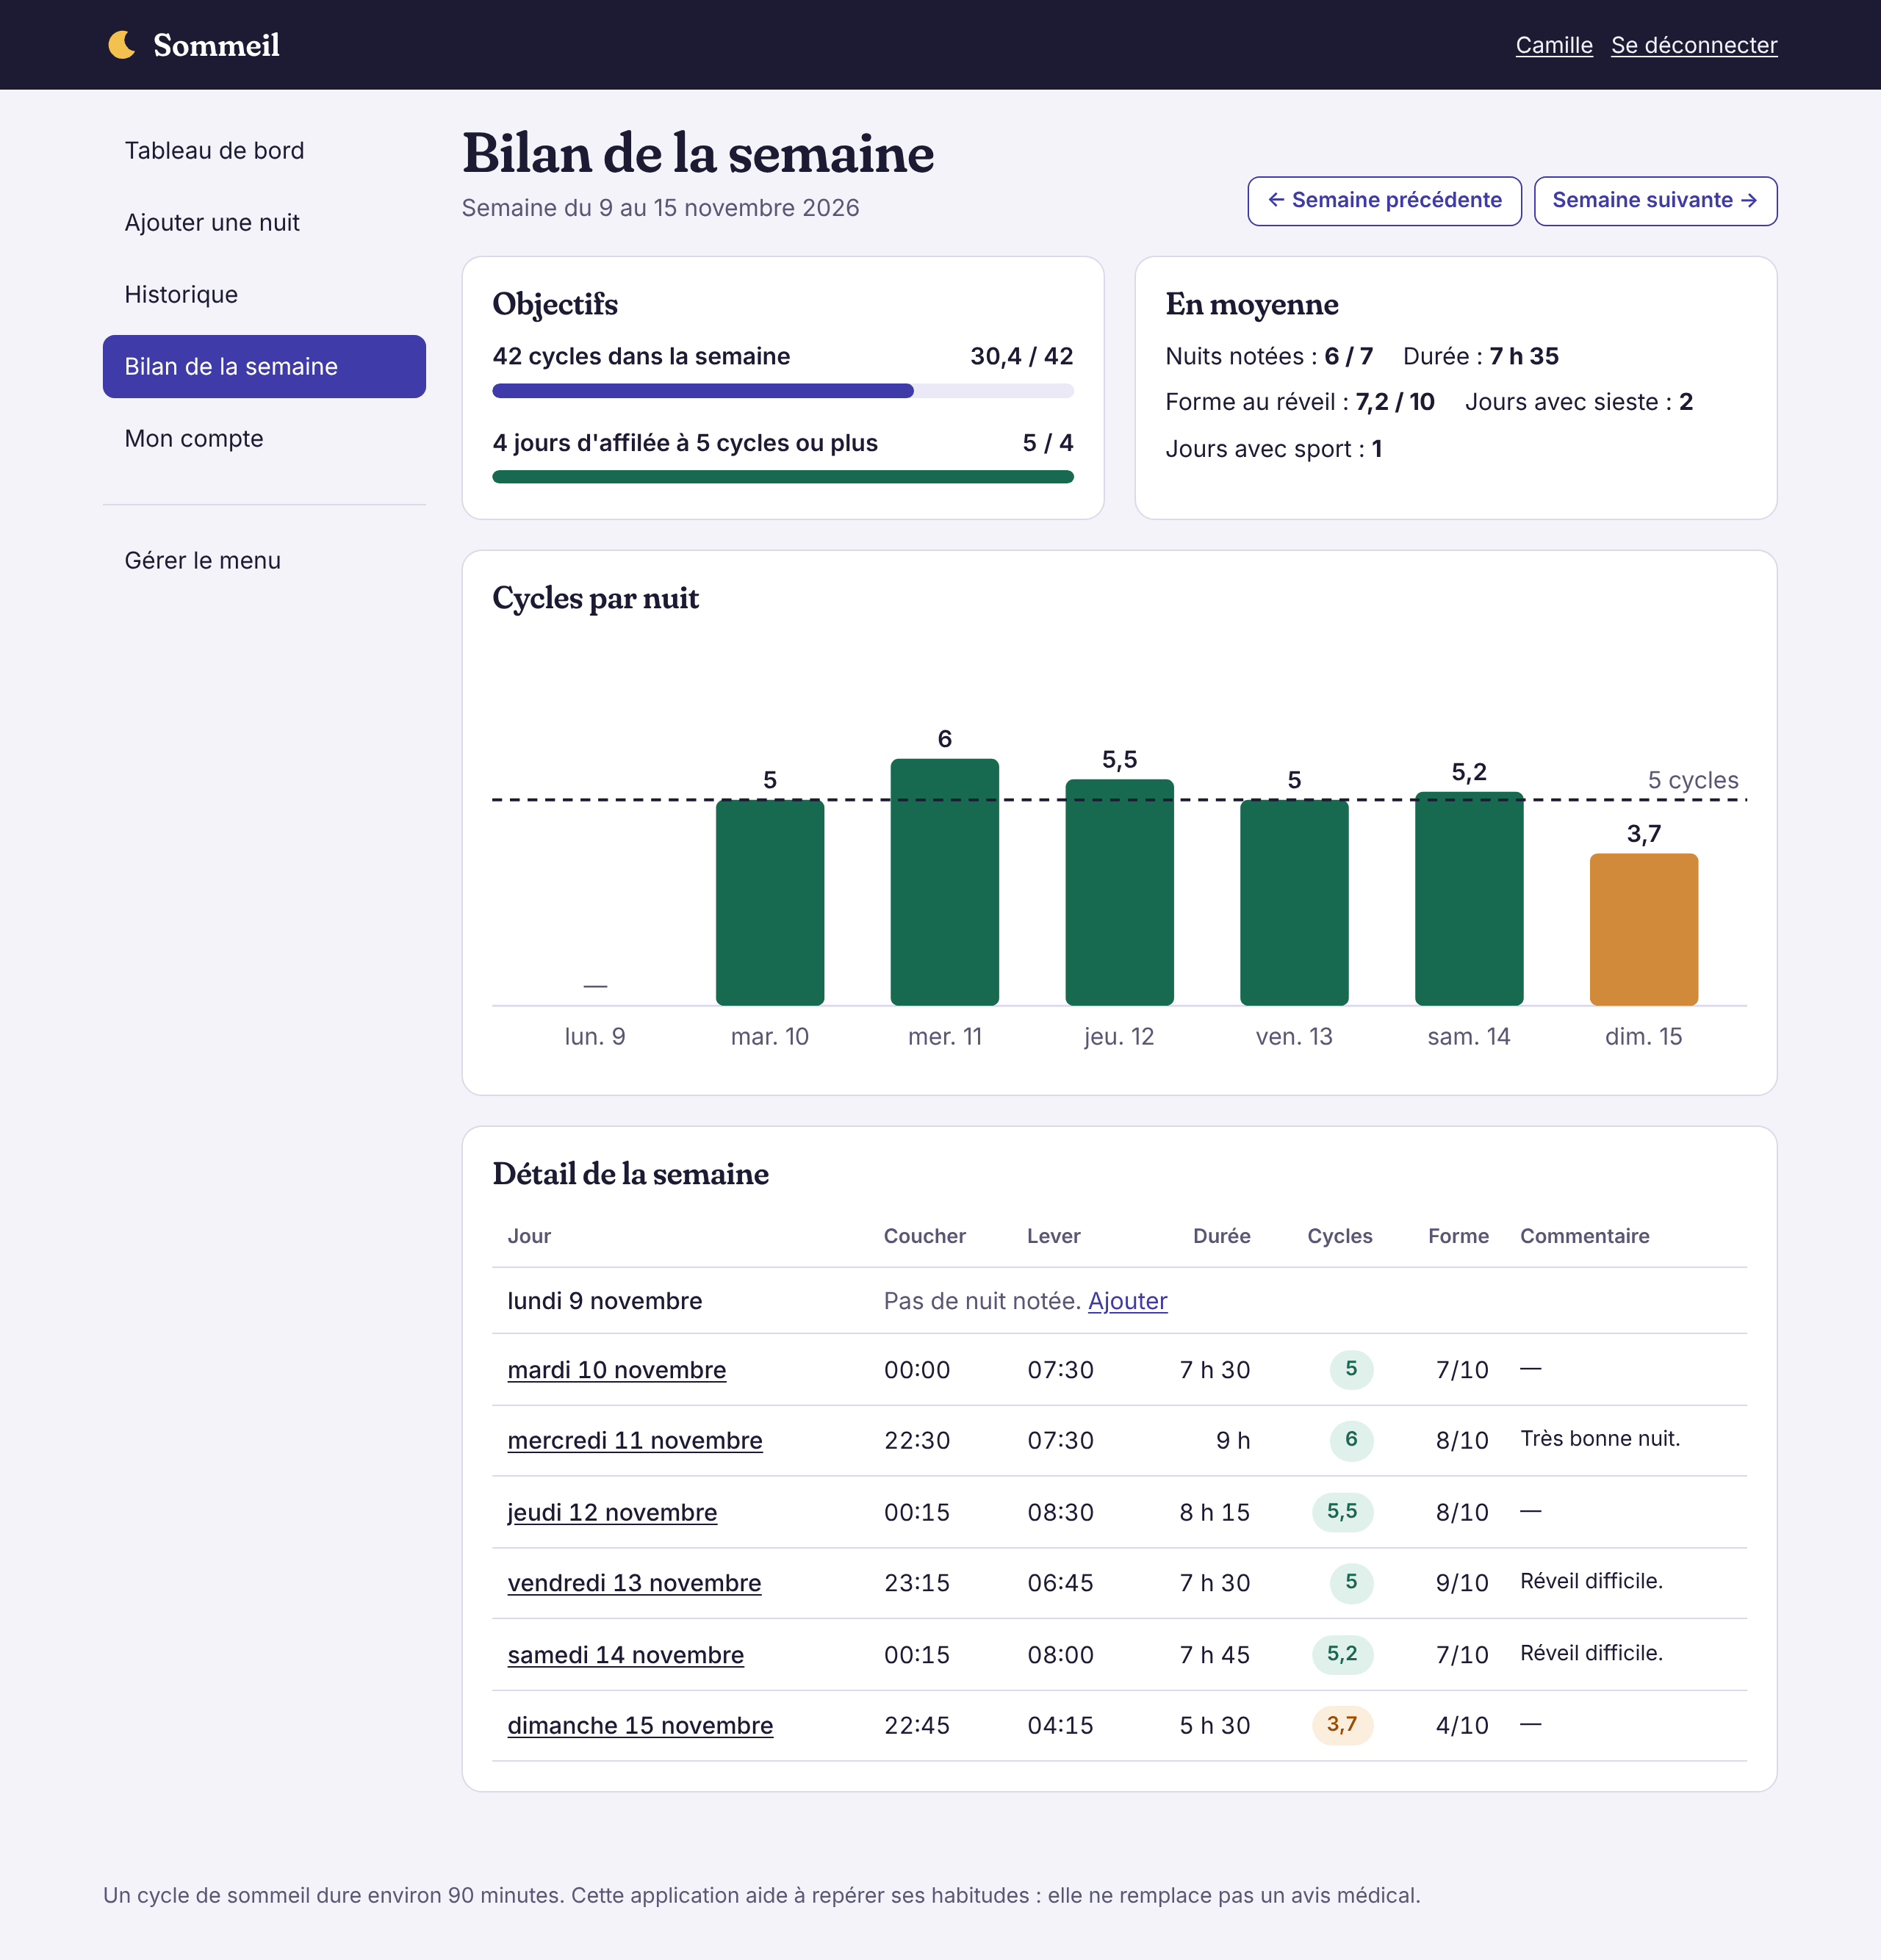 Sommeil
Camille Se déconnecter
Tableau de bord
Ajouter une nuit
Historique
Bilan de la semaine
Mon compte
Gérer le menu
Bilan de la semaine
Semaine du 9 au 15 novembre 2026
← Semaine précédente
Semaine suivante →
Objectifs
42 cycles dans la semaine 30,4 / 42
4 jours d'affilée à 5 cycles ou plus 5 / 4
En moyenne
Nuits notées : 6 / 7 Durée : 7 h 35
Forme au réveil : 7,2 / 10 Jours avec sieste : 2
Jours avec sport : 1
Cycles par nuit
— 5 6 5,5 5 5,2 3,7
5 cycles
lun. 9 mar. 10 mer. 11 jeu. 12 ven. 13 sam. 14 dim. 15
Détail de la semaine
Jour Coucher Lever Durée Cycles Forme Commentaire
lundi 9 novembre Pas de nuit notée. Ajouter
mardi 10 novembre 00:00 07:30 7 h 30 5 7/10 —
mercredi 11 novembre 22:30 07:30 9 h 6 8/10 Très bonne nuit.
jeudi 12 novembre 00:15 08:30 8 h 15 5,5 8/10 —
vendredi 13 novembre 23:15 06:45 7 h 30 5 9/10 Réveil difficile.
samedi 14 novembre 00:15 08:00 7 h 45 5,2 7/10 Réveil difficile.
dimanche 15 novembre 22:45 04:15 5 h 30 3,7 4/10 —
Un cycle de sommeil dure environ 90 minutes. Cette application aide à repérer ses habitudes : elle ne remplace pas un avis médical.